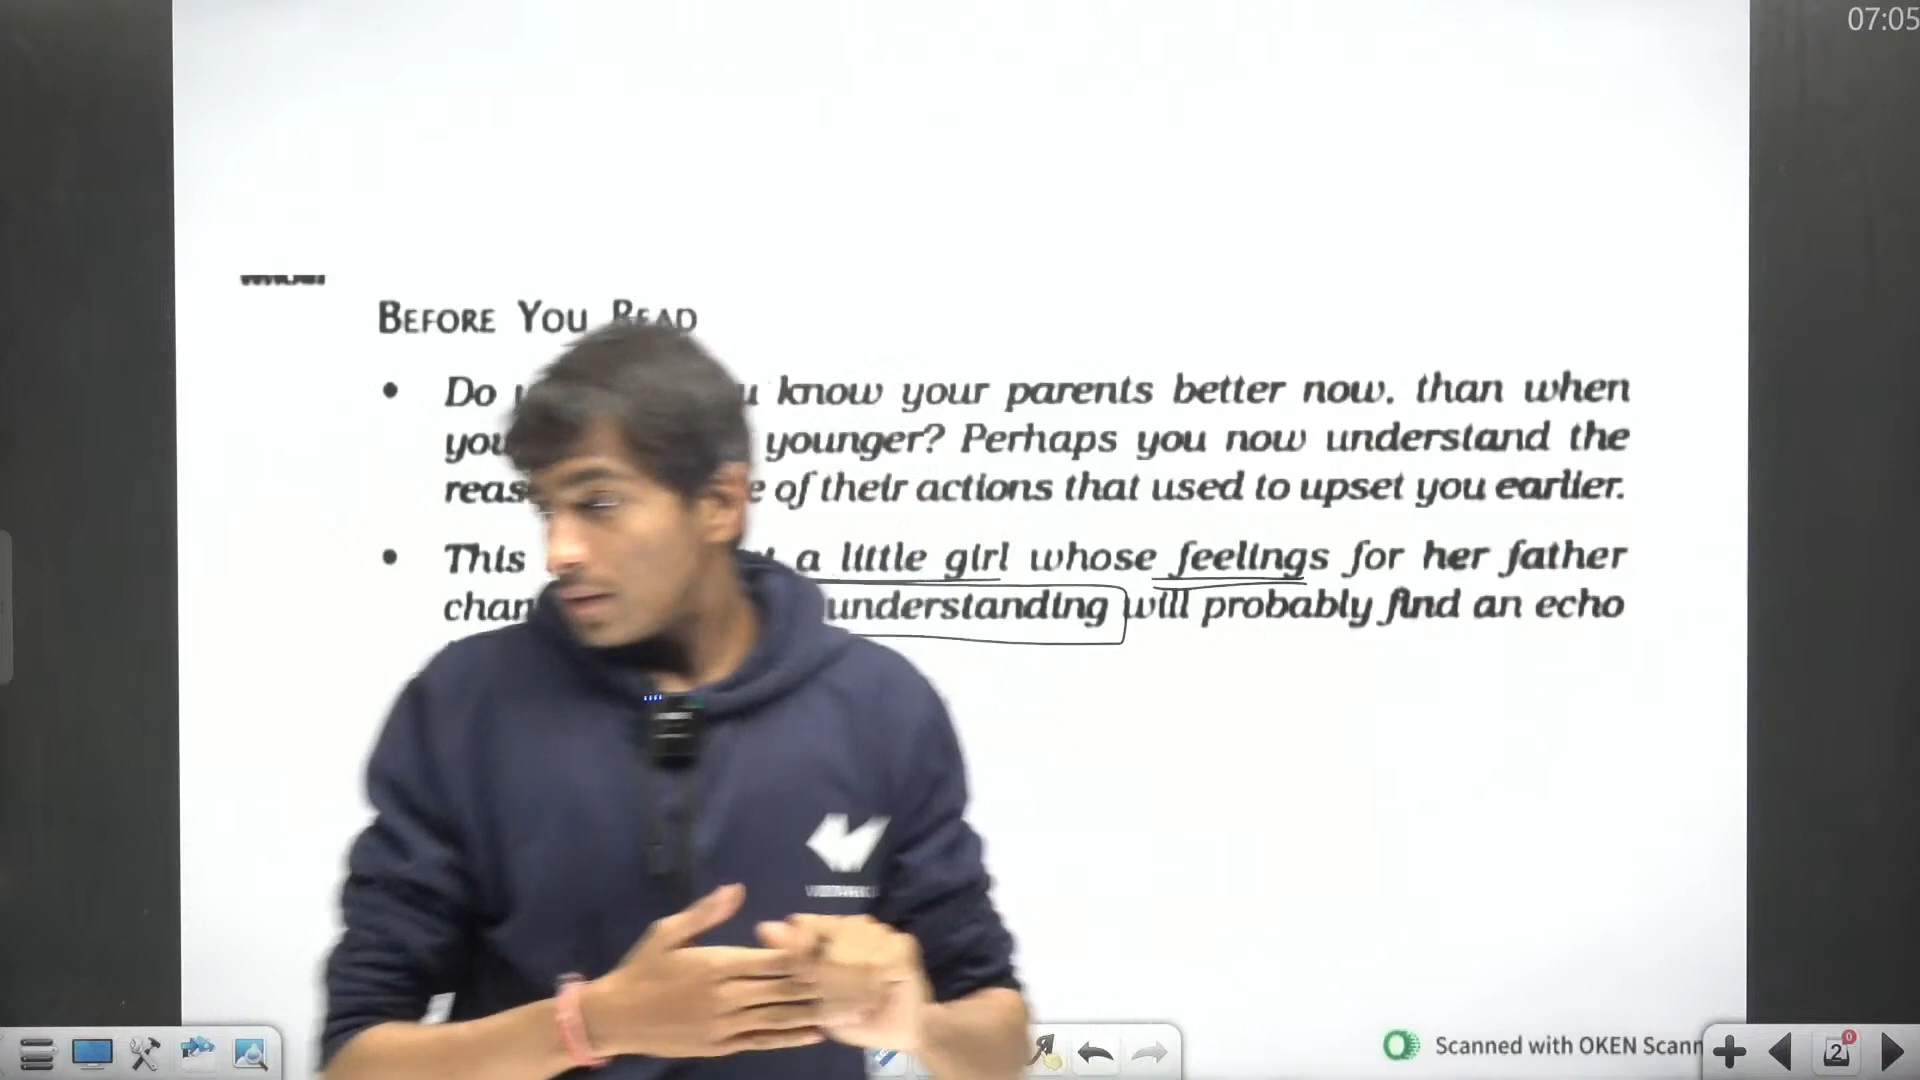 07:05
BEFORE YOU READ
• Do know your parents better now, than when
you younger? Perhaps you now understand the
of their actions that used to upset you earlier.
• This a little girl whose feelings for her father
understanding will probably find an echo
Scanned with OKEN Scann
2
0